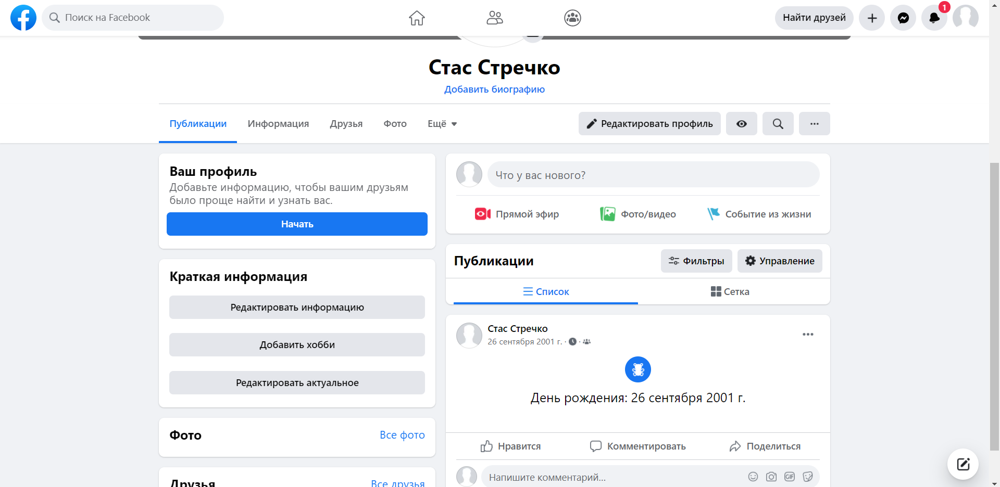 Поиск на Facebook
Найти друзей
1
Стас Стречко
Добавить биографию
Публикации
Информация
Друзья
Фото
Ещё
Редактировать профиль
Ваш профиль
Добавьте информацию, чтобы вашим друзьям
было проще найти и узнать вас.
Начать
Краткая информация
Редактировать информацию
Добавить хобби
Редактировать актуальное
Фото
Все фото
Друзья
Все друзья
Что у вас нового?
Прямой эфир
Фото/видео
Событие из жизни
Публикации
Фильтры
Управление
Список
Сетка
Стас Стречко
26 сентября 2001 г. · ·
День рождения: 26 сентября 2001 г.
Нравится
Комментировать
Поделиться
Напишите комментарий...
GIF